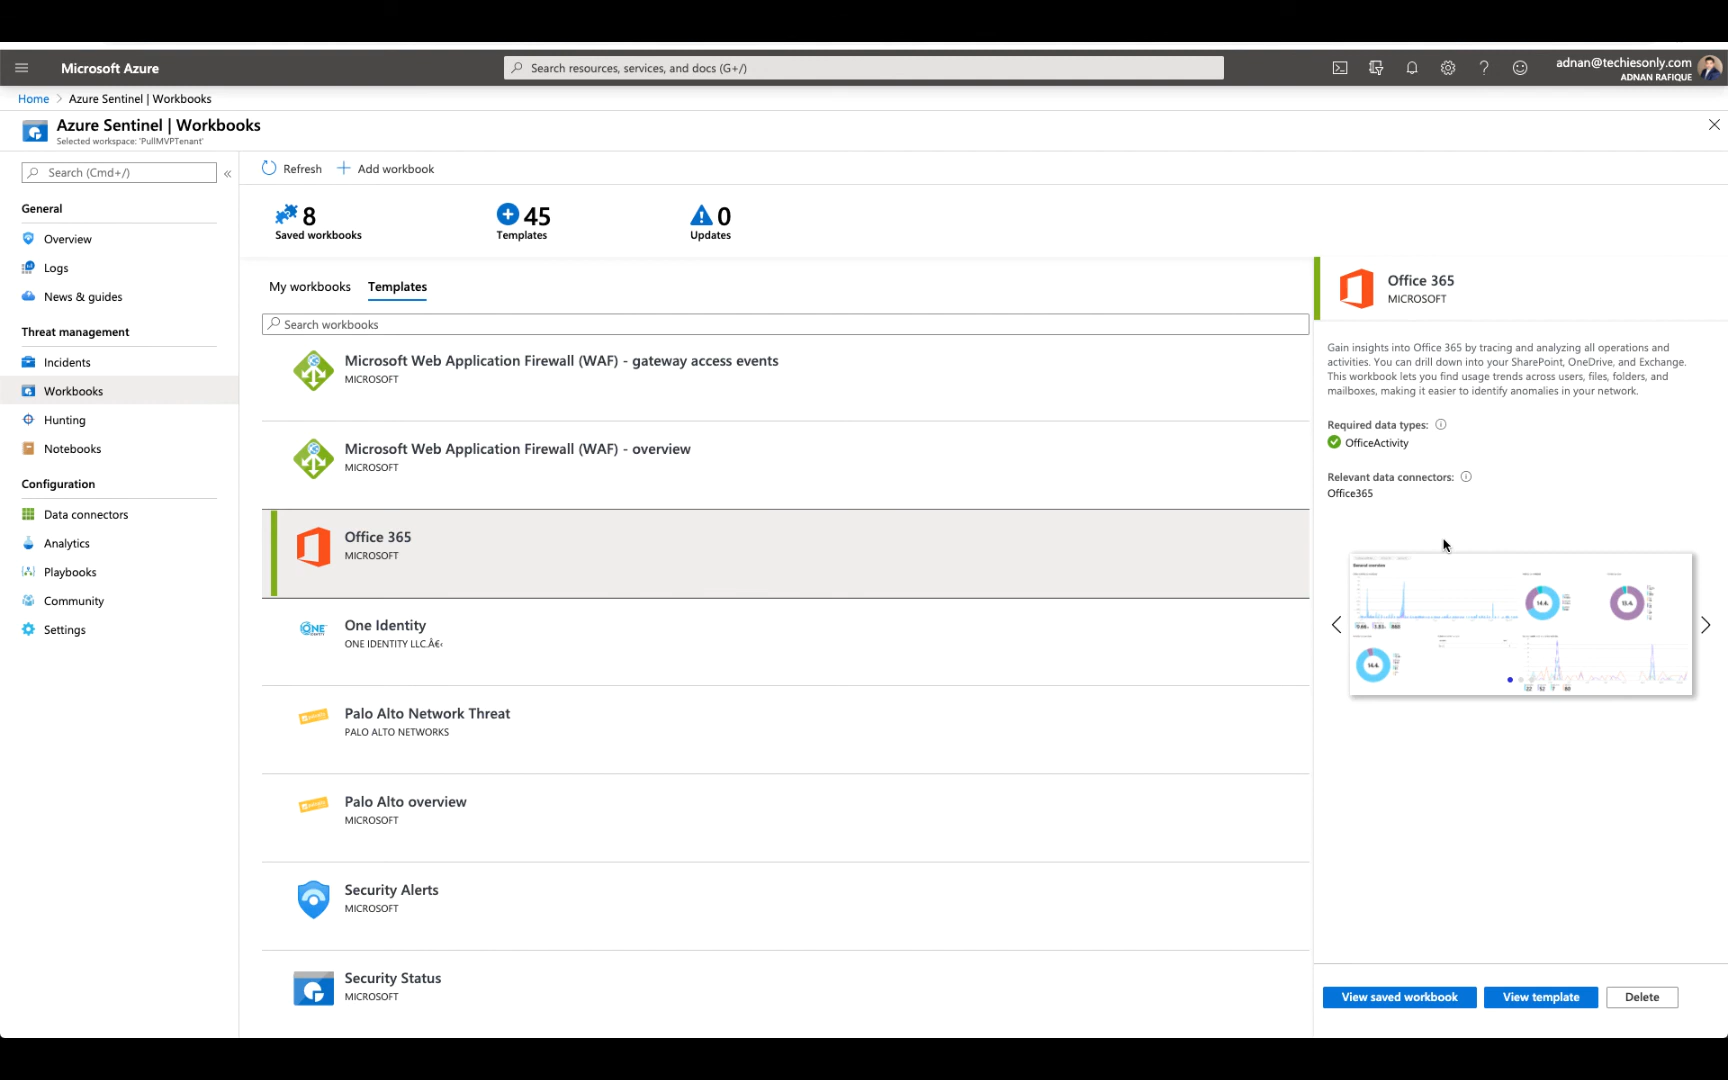 Microsoft Azure
Search resources, services, and docs (G+/)
adnan@techiesonly.com
ADNAN RAFIQUE
Home > Azure Sentinel | Workbooks
Azure Sentinel | Workbooks
Selected workspace: 'PullMVPTenant'
Search (Cmd+/)
«
Refresh
Add workbook
General
Overview
Logs
News & guides
Threat management
Incidents
Workbooks
Hunting
Notebooks
Configuration
Data connectors
Analytics
Playbooks
Community
Settings
8
Saved workbooks
45
Templates
0
Updates
My workbooks
Templates
Search workbooks
Microsoft Web Application Firewall (WAF) - gateway access events
MICROSOFT
Microsoft Web Application Firewall (WAF) - overview
MICROSOFT
Office 365
MICROSOFT
One Identity
ONE IDENTITY LLC.Â€‹
Palo Alto Network Threat
PALO ALTO NETWORKS
Palo Alto overview
MICROSOFT
Security Alerts
MICROSOFT
Security Status
MICROSOFT
Office 365
MICROSOFT
Gain insights into Office 365 by tracing and analyzing all operations and
activities. You can drill down into your SharePoint, OneDrive, and Exchange.
This workbook lets you find usage trends across users, files, folders, and
mailboxes, making it easier to identify anomalies in your network.
Required data types:
OfficeActivity
Relevant data connectors:
Office365
View saved workbook
View template
Delete